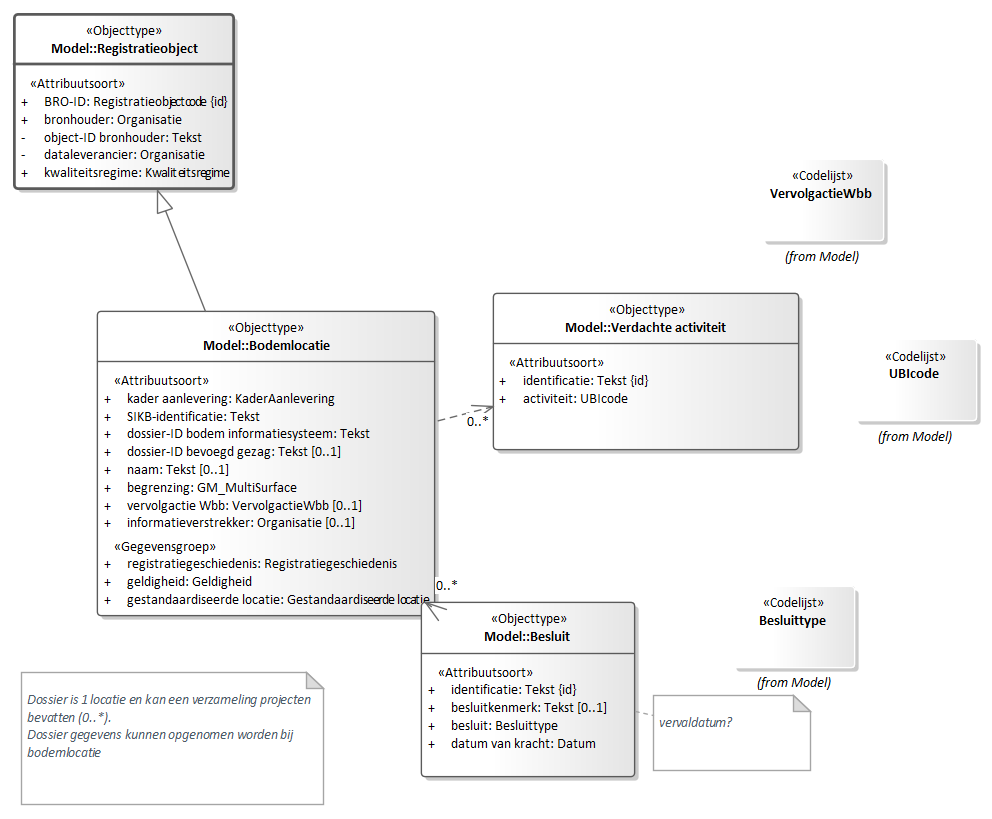 «Objecttype»
Model::Registratieobject
«Attribuutsoort»
+ BRO-ID: Registratieobjectcode {id}
+ bronhouder: Organisatie
- object-ID bronhouder: Tekst
- dataleverancier: Organisatie
+ kwaliteitsregime: Kwaliteitsregime
«Codelijst»
VervolgactieWbb
(from Model)
«Objecttype»
Model::Bodemlocatie
«Attribuutsoort»
+ kader aanlevering: KaderAanlevering
+ SIKB-identificatie: Tekst
+ dossier-ID bodem informatiesysteem: Tekst
+ dossier-ID bevoegd gezag: Tekst [0..1]
+ naam: Tekst [0..1]
+ begrenzing: GM_MultiSurface
+ vervolgactie Wbb: VervolgactieWbb [0..1]
+ informatieverstrekker: Organisatie [0..1]
«Gegevensgroep»
+ registratiegeschiedenis: Registratiegeschiedenis
+ geldigheid: Geldigheid
+ gestandaardiseerde locatie: Gestandaardiseerde locatie
0..*
«Objecttype»
Model::Verdachte activiteit
«Attribuutsoort»
+ identificatie: Tekst {id}
+ activiteit: UBIcode
«Codelijst»
UBIcode
(from Model)
0..*
«Objecttype»
Model::Besluit
«Attribuutsoort»
+ identificatie: Tekst {id}
+ besluitkenmerk: Tekst [0..1]
+ besluit: Besluittype
+ datum van kracht: Datum
«Codelijst»
Besluittype
(from Model)
vervaldatum?
Dossier is 1 locatie en kan een verzameling projecten
bevatten (0..*).
Dossier gegevens kunnen opgenomen worden bij
bodemlocatie